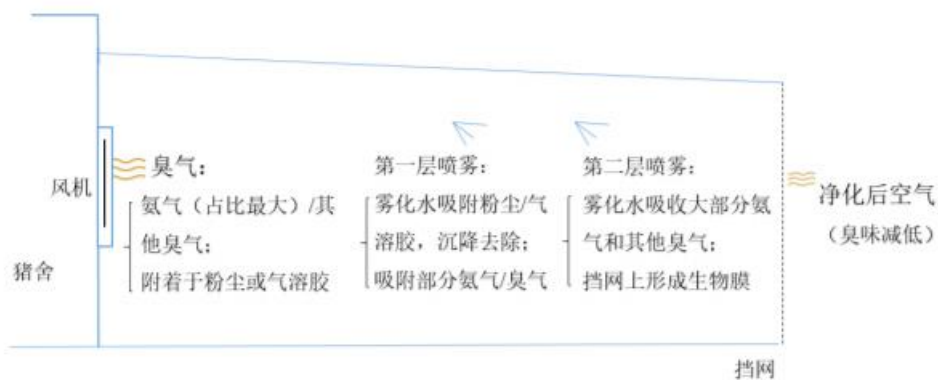 风机
猪舍
臭气：
氨气（占比最大）/其
他臭气；
附着于粉尘或气溶胶
第一层喷雾：
雾化水吸附粉尘/气
溶胶，沉降去除；
吸附部分氨气/臭气
第二层喷雾：
雾化水吸收大部分氨
气和其他臭气；
挡网上形成生物膜
净化后空气
（臭味减低）
挡网